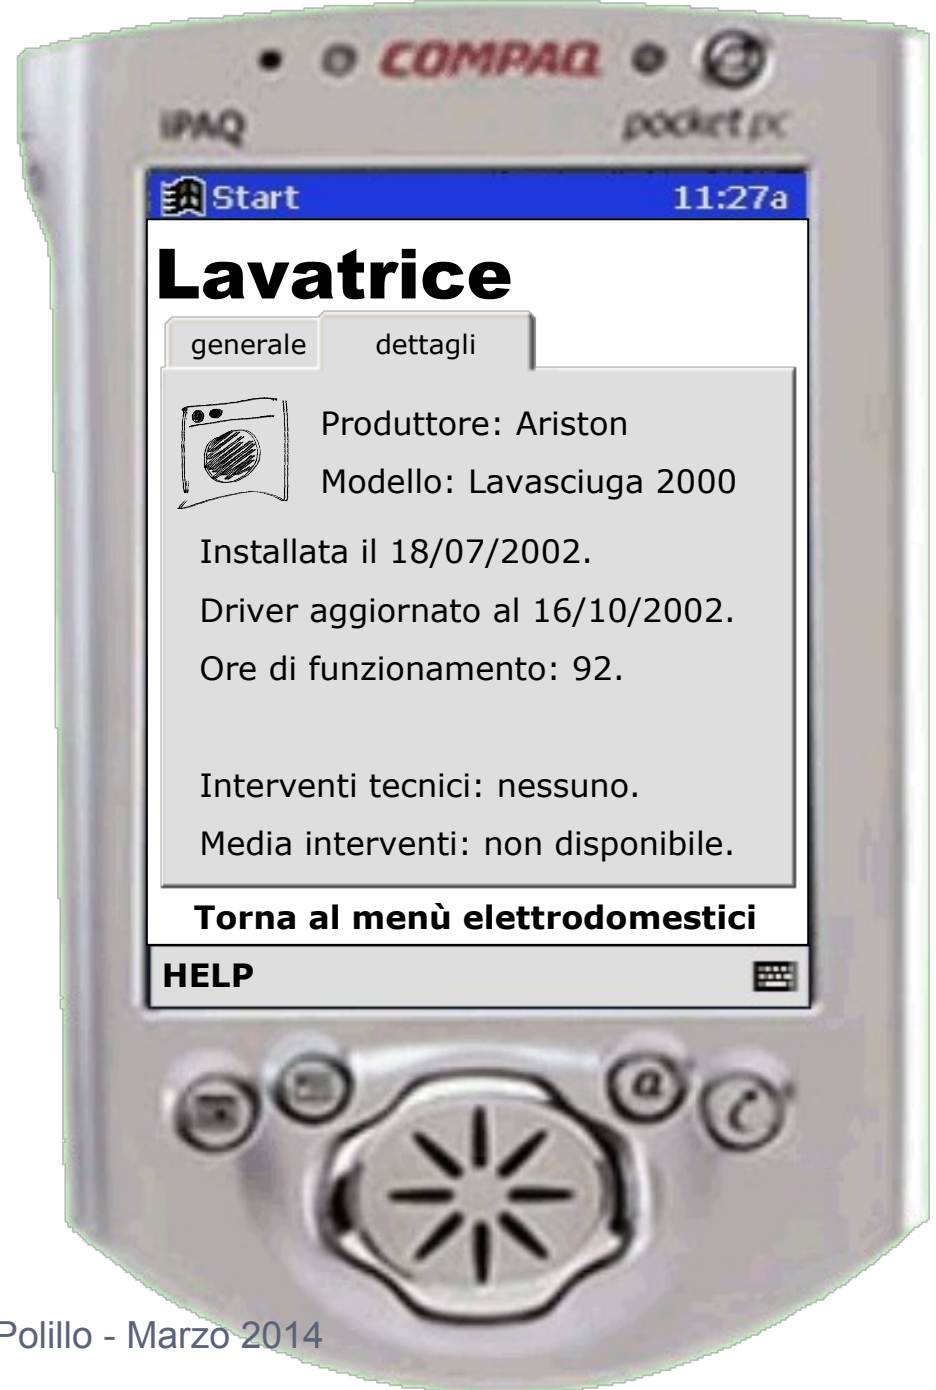 COMPAQ
iPAQ
pocket pc
Start
11:27a
Lavatrice
generale
dettagli
Produttore: Ariston
Modello: Lavasciuga 2000
Installata il 18/07/2002.
Driver aggiornato al 16/10/2002.
Ore di funzionamento: 92.
Interventi tecnici: nessuno.
Media interventi: non disponibile.
Torna al menù elettrodomestici
HELP
@
Polillo - Marzo 2014